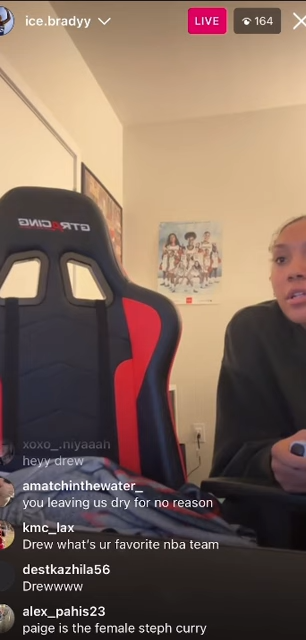 ice.bradyy
LIVE
164
GTRACING
xoxo_.niyaaah
heyy drew
amatchinthewater_
you leaving us dry for no reason
kmc_lax
Drew what's ur favorite nba team
destkazhila56
Drewwww
alex_pahis23
paige is the female steph curry